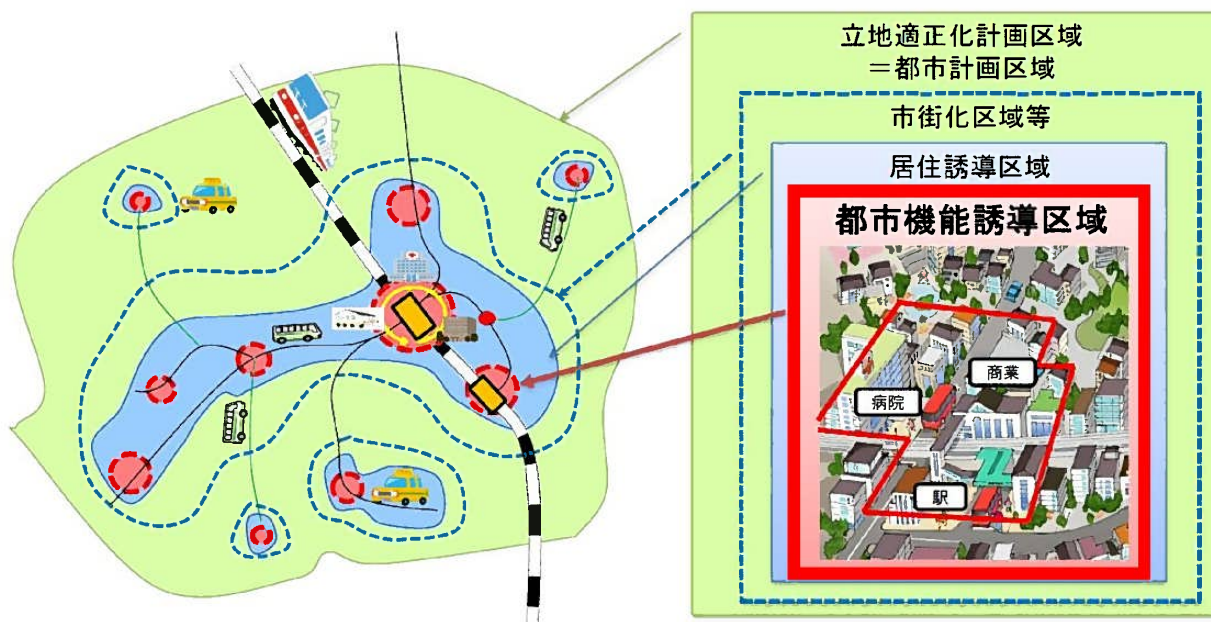 立地適正化計画区域
＝都市計画区域
市街化区域等
居住誘導区域
都市機能誘導区域
商業
病院
駅